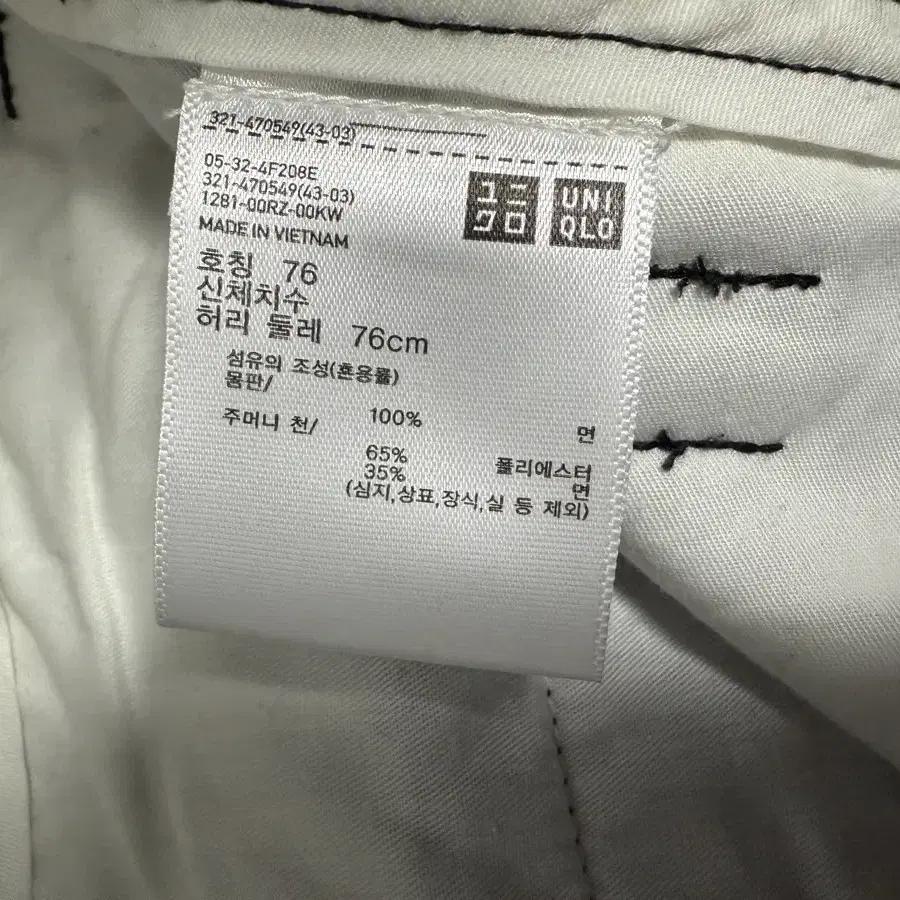 321-470549(43-03)
05-32-4F208E
321-470549(43-03)
1281-00RZ-00KW
MADE IN VIETNAM
ユニ
クロ
UNI
QLO
호칭 76
신체치수
허리 둘레 76cm
섬유의 조성(혼용률)
몸판/
100% 면
주머니 천/
65% 폴리에스터
35% 면
(심지,상표,장식,실 등 제외)